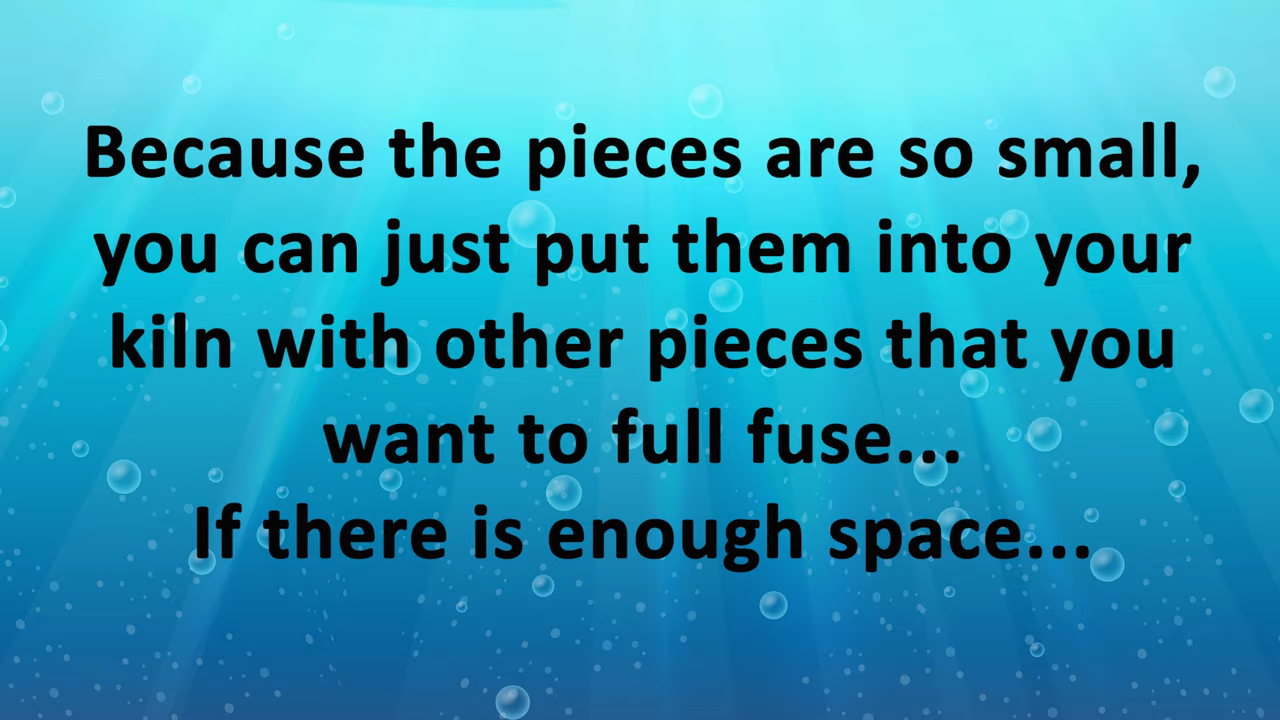 Because the pieces are so small,
you can just put them into your
kiln with other pieces that you
want to full fuse...
If there is enough space...